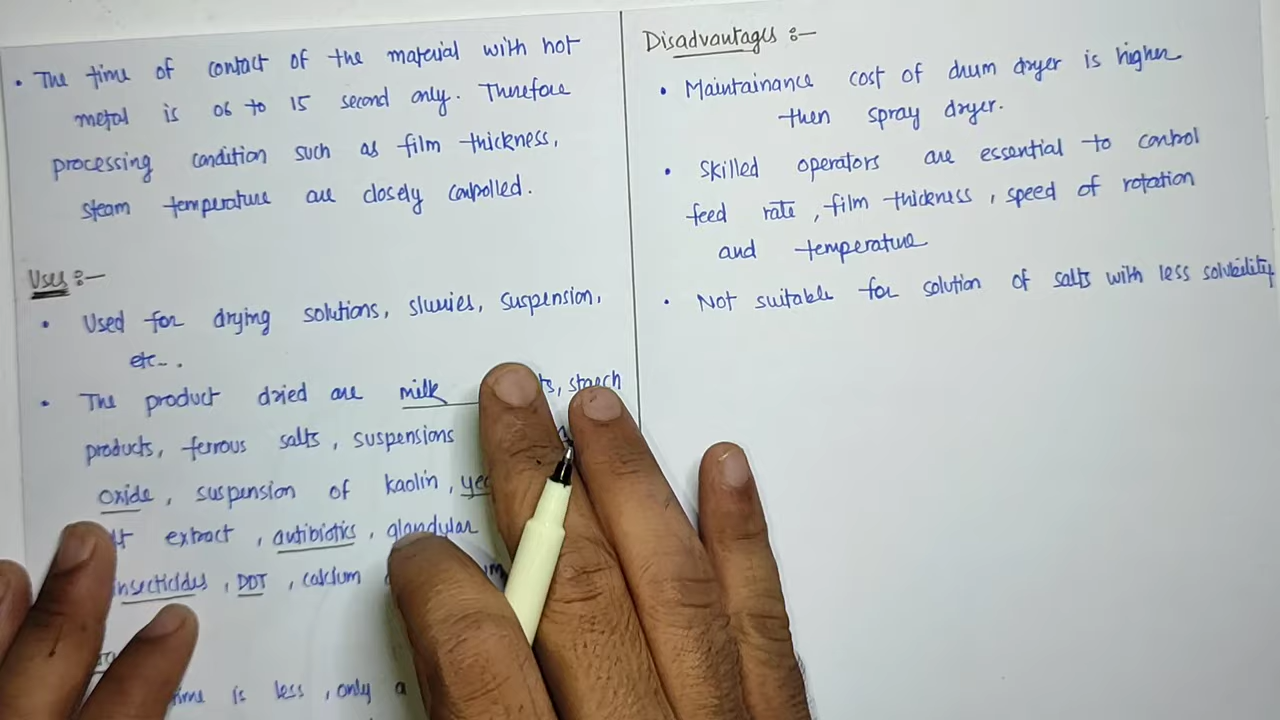 • The time of contact of the material with hot
metal is 06 to 15 second only. Therefore
processing condition such as film thickness,
steam temperature are closely controlled.
Uses :-
• Used for drying solutions, slurries, suspension,
etc...
• The product dried are milk starch
products, ferrous salts, suspensions
oxide, suspension of kaolin,
extract, antibiotics, glandular
insecticides, DDT, calcium
time is less, only a
Disadvantages :-
• Maintainance cost of drum dryer is higher
then spray dryer.
• Skilled operators are essential to control
feed rate, film thickness, speed of rotation
and temperature
• Not suitable for solution of salts with less solubility